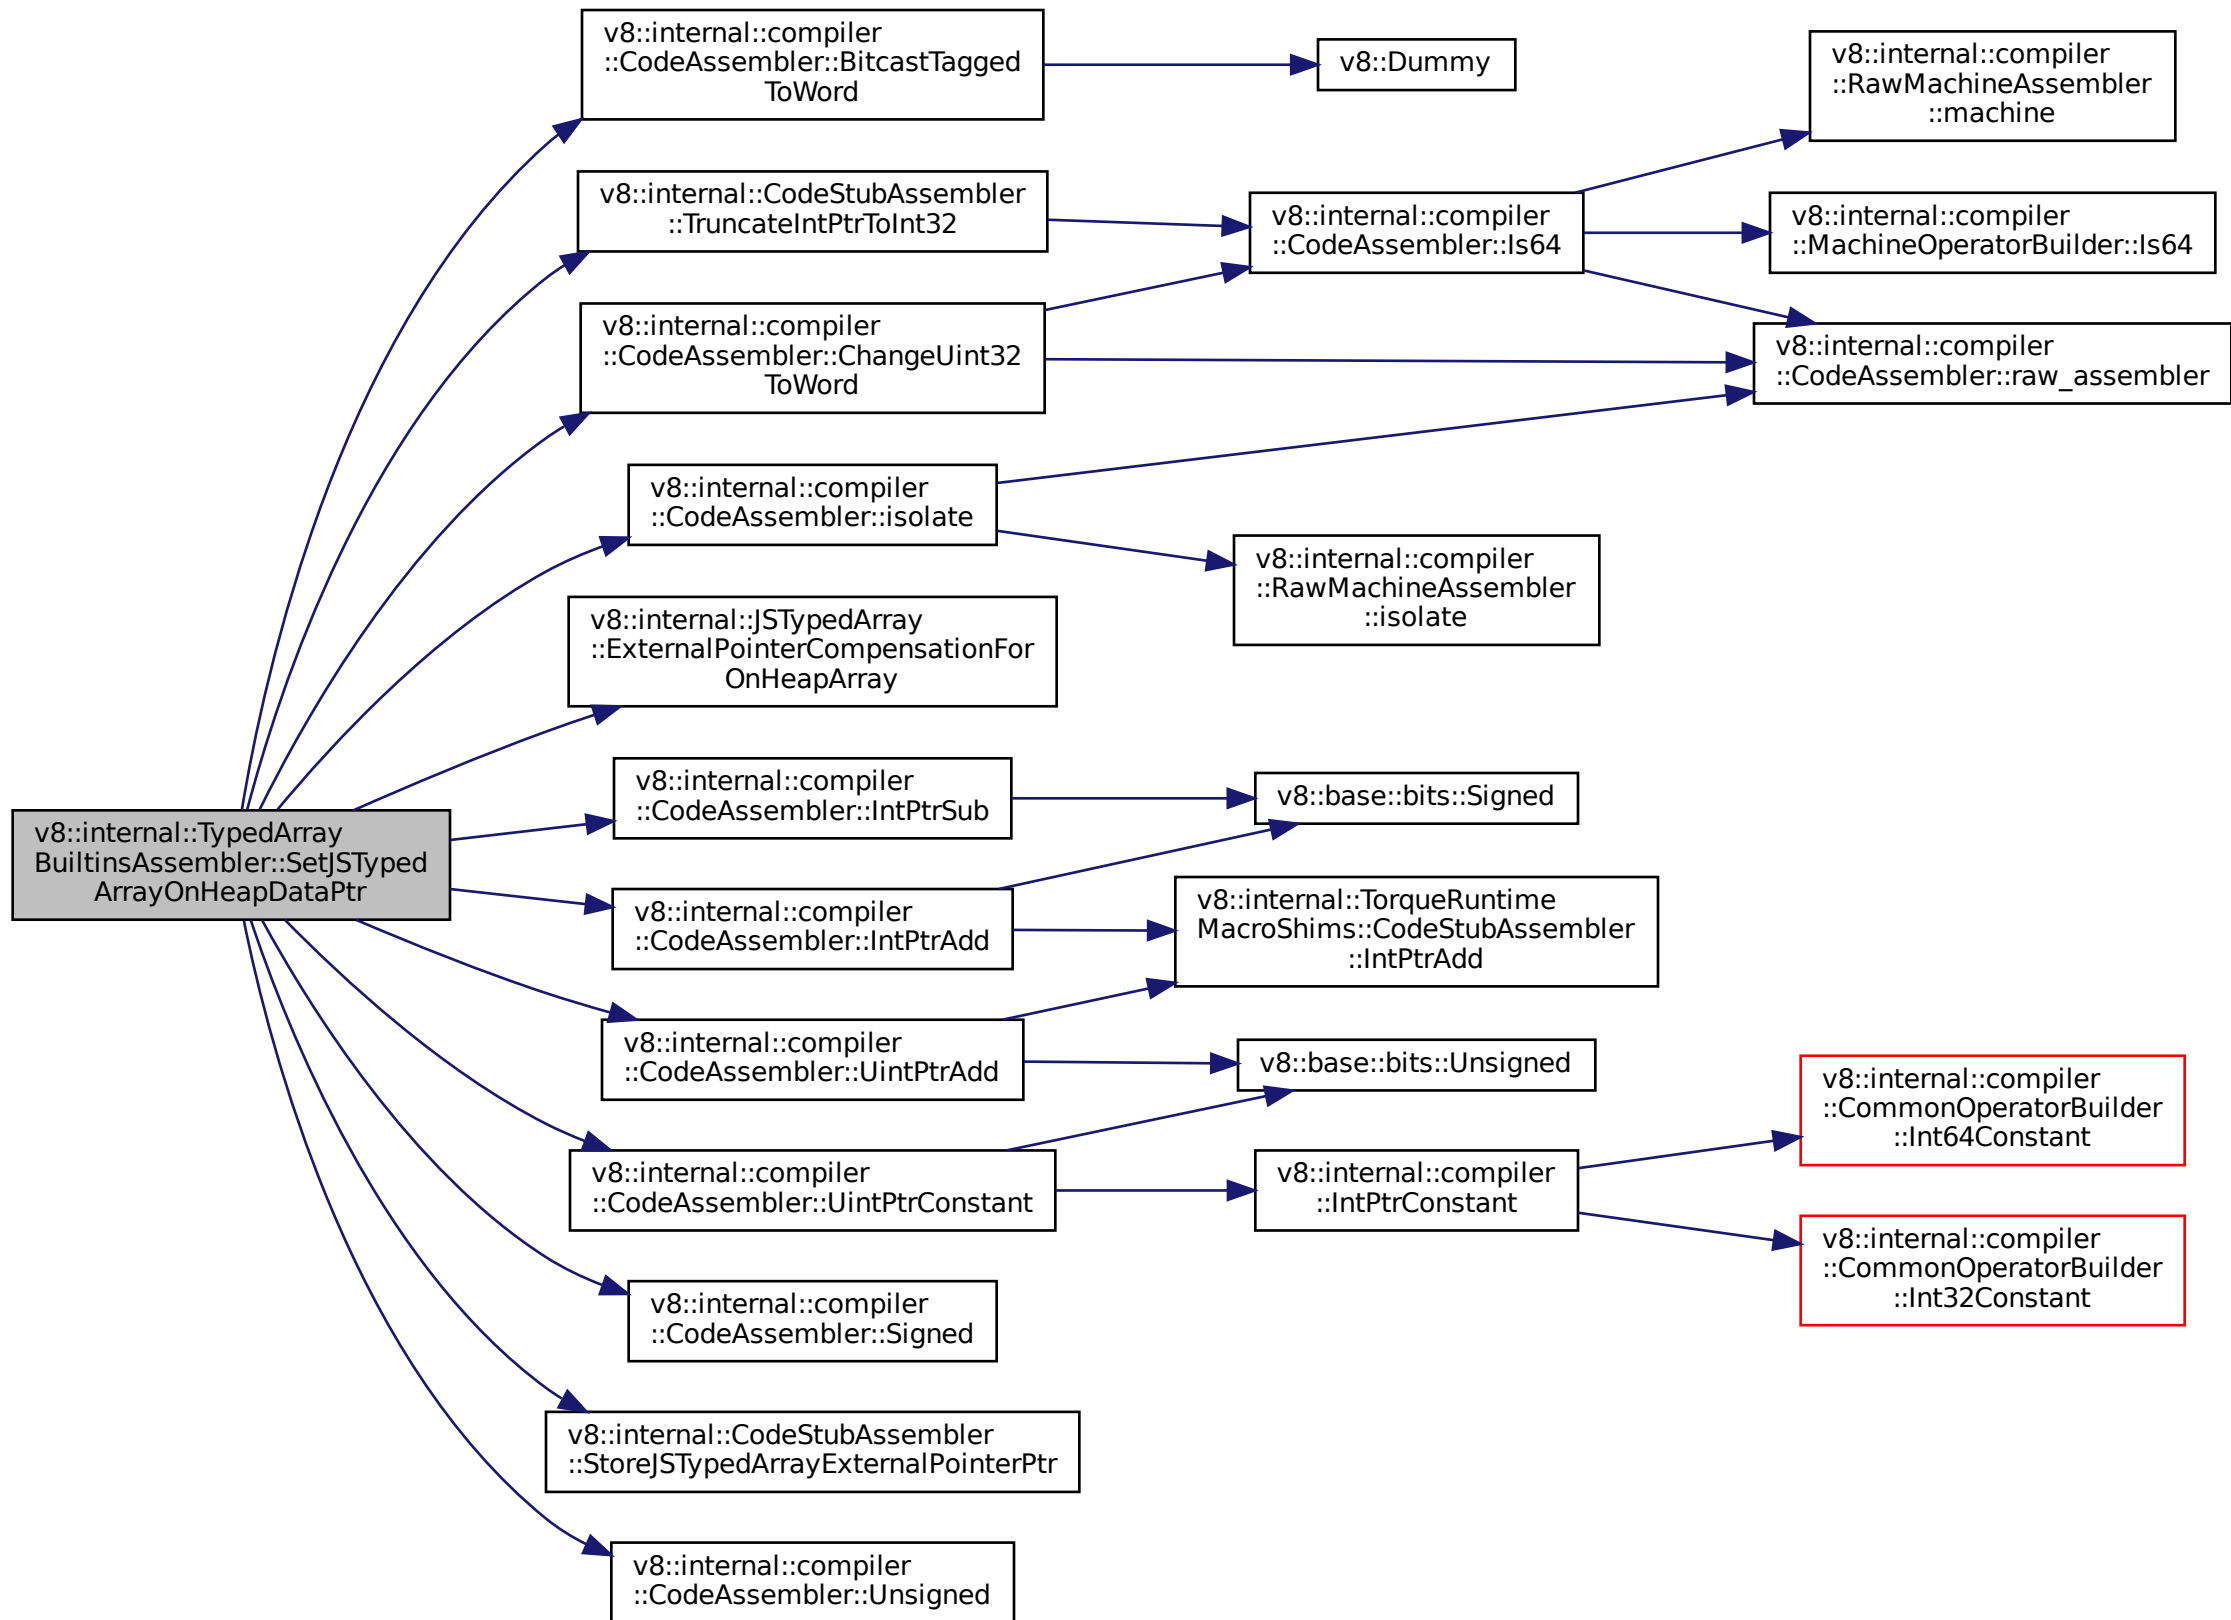 v8::internal::TypedArray
BuiltinsAssembler::SetJSTyped
ArrayOnHeapDataPtr
v8::internal::compiler
::CodeAssembler::BitcastTagged
ToWord
v8::Dummy
v8::internal::CodeStubAssembler
::TruncateIntPtrToInt32
v8::internal::compiler
::CodeAssembler::Is64
v8::internal::compiler
::RawMachineAssembler
::machine
v8::internal::compiler
::MachineOperatorBuilder::Is64
v8::internal::compiler
::CodeAssembler::raw_assembler
v8::internal::compiler
::CodeAssembler::ChangeUint32
ToWord
v8::internal::compiler
::CodeAssembler::isolate
v8::internal::compiler
::RawMachineAssembler
::isolate
v8::internal::JSTypedArray
::ExternalPointerCompensationFor
OnHeapArray
v8::internal::compiler
::CodeAssembler::IntPtrSub
v8::base::bits::Signed
v8::internal::compiler
::CodeAssembler::IntPtrAdd
v8::internal::TorqueRuntime
MacroShims::CodeStubAssembler
::IntPtrAdd
v8::internal::compiler
::CodeAssembler::UintPtrAdd
v8::base::bits::Unsigned
v8::internal::compiler
::CodeAssembler::UintPtrConstant
v8::internal::compiler
::IntPtrConstant
v8::internal::compiler
::CommonOperatorBuilder
::Int64Constant
v8::internal::compiler
::CommonOperatorBuilder
::Int32Constant
v8::internal::compiler
::CodeAssembler::Signed
v8::internal::CodeStubAssembler
::StoreJSTypedArrayExternalPointerPtr
v8::internal::compiler
::CodeAssembler::Unsigned